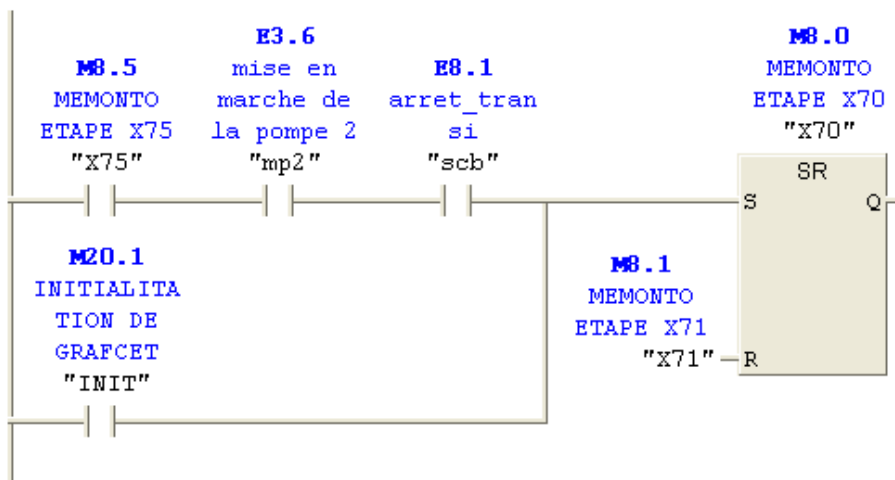 M8.5
MEMONTO
ETAPE X75
"X75"
E3.6
mise en
marche de
la pompe 2
"mp2"
E8.1
arret_tran
si
"scb"
M8.0
MEMONTO
ETAPE X70
"X70"
SR
S
Q
M20.1
INITIALITA
TION DE
GRAFCET
"INIT"
M8.1
MEMONTO
ETAPE X71
"X71"
R